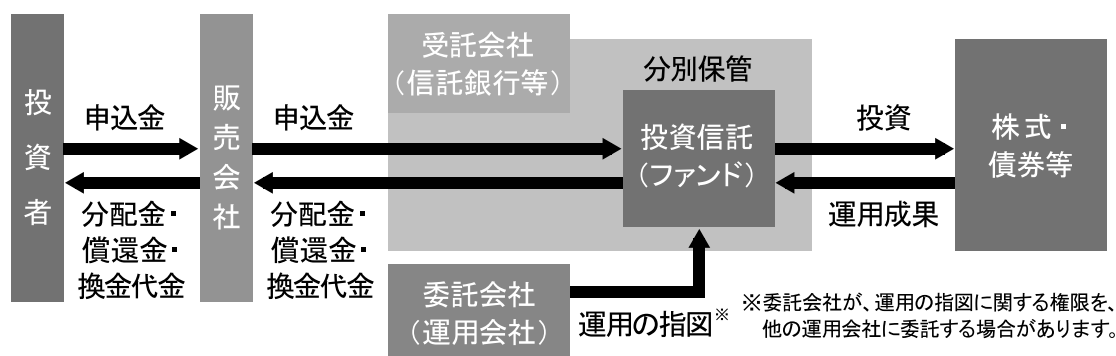 投資者
申込金
分配金・
償還金・
換金代金
販売会社
申込金
分配金・
償還金・
換金代金
受託会社
（信託銀行等）
分別保管
投資信託
（ファンド）
委託会社
（運用会社）
運用の指図※
投資
運用成果
株式・
債券等
※委託会社が、運用の指図に関する権限を、
他の運用会社に委託する場合があります。